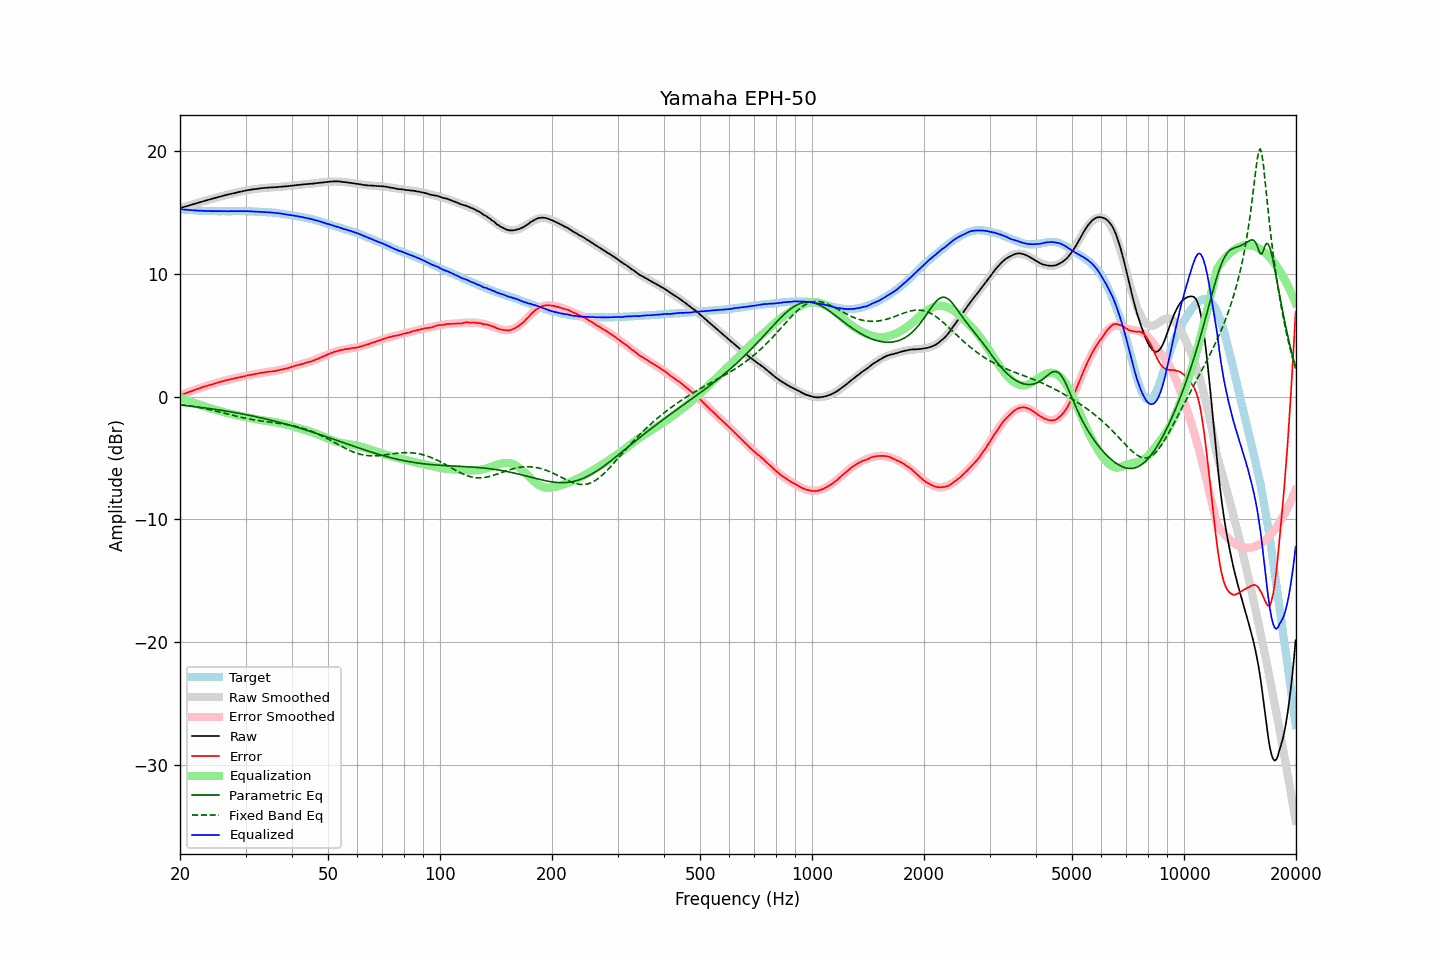 Yamaha EPH-50
Amplitude (dBr)
20
10
0
−10
−20
−30
Target
Raw Smoothed
Error Smoothed
Raw
Error
Equalization
Parametric Eq
Fixed Band Eq
Equalized
20 50 100 200 500 1000 2000 5000 10000 20000
Frequency (Hz)